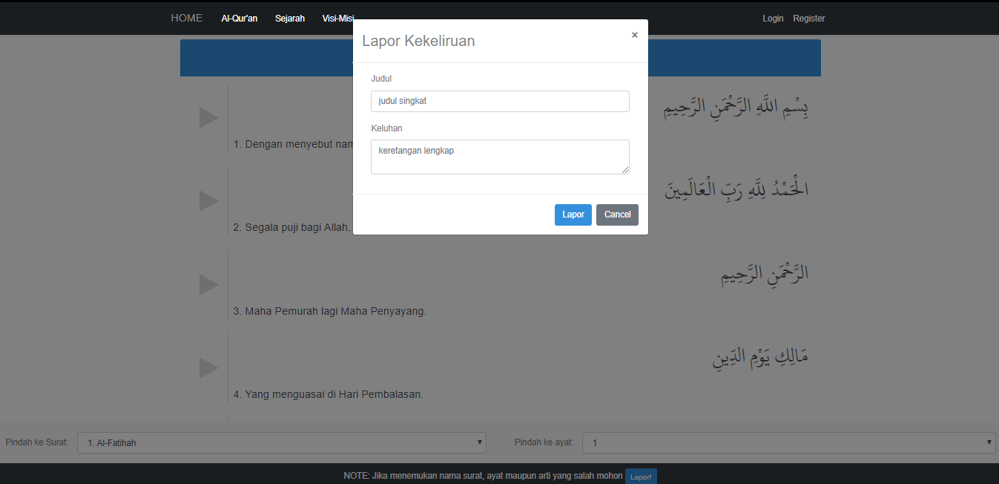 HOME Al-Qur'an Sejarah Visi-Misi Login Register
Lapor Kekeliruan ×
Judul
judul singkat
Keluhan
keretangan lengkap
Lapor Cancel
بِسْمِ اللَّهِ الرَّحْمَنِ الرَّحِيمِ
1. Dengan menyebut
الْحَمْدُ لِلَّهِ رَبِّ الْعَالَمِينَ
2. Segala puji bagi Allah,
الرَّحْمَنِ الرَّحِيمِ
3. Maha Pemurah lagi Maha Penyayang.
مَالِكِ يَوْمِ الدِّينِ
4. Yang menguasai di Hari Pembalasan.
Pindah ke Surat: 1. Al-Fatihah Pindah ke ayat: 1
NOTE: Jika menemukan nama surat, ayat maupun arti yang salah mohon Lapor!